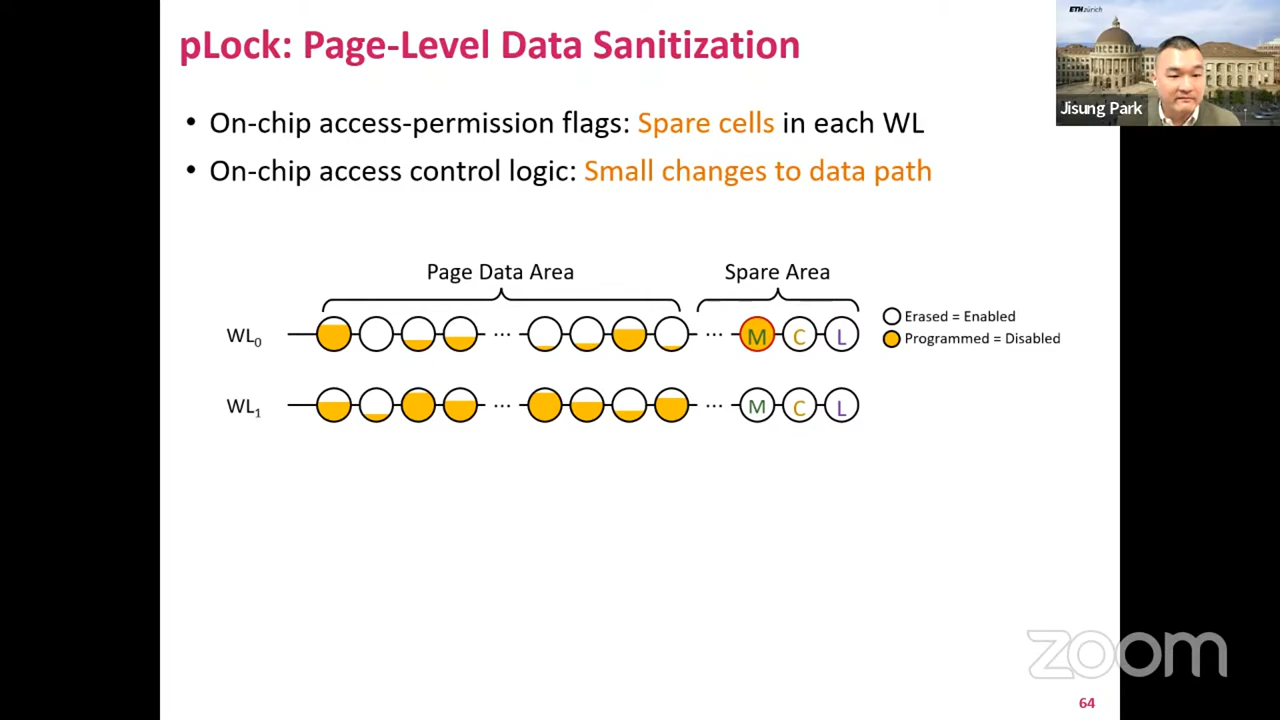 pLock: Page-Level Data Sanitization
ETH zürich
Jisung Park
• On-chip access-permission flags: Spare cells in each WL
• On-chip access control logic: Small changes to data path
Page Data Area
Spare Area
WL0 ... ... M C L
Erased = Enabled
Programmed = Disabled
WL1 ... ... M C L
zoom
64